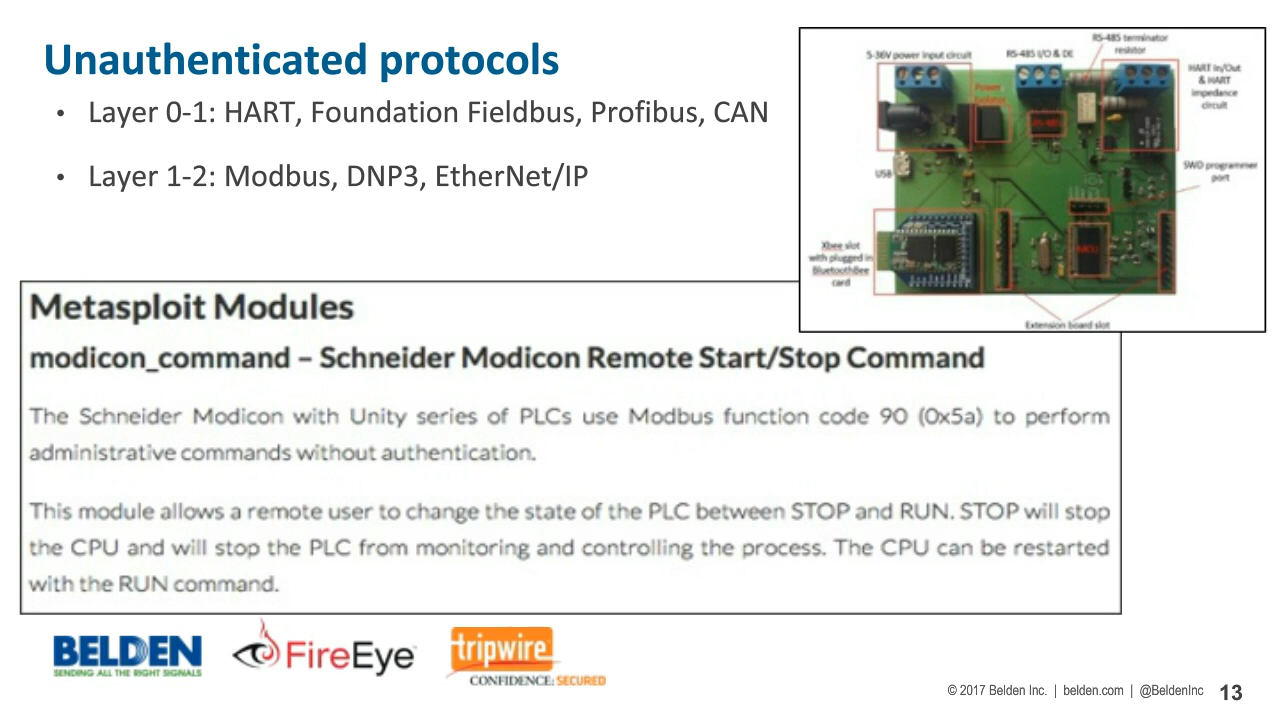 Unauthenticated protocols
• Layer 0-1: HART, Foundation Fieldbus, Profibus, CAN
• Layer 1-2: Modbus, DNP3, EtherNet/IP
5-36V power input circuit
RS-485 I/O & DE
RS-485 terminator
resistor
HART In/Out
& HART
impedance
circuit
Power
Isolator
RS-485
USB
SWD programmer
port
Xbee slot
with plugged in
BluetoothBee
card
MCU
Extension board slot
Metasploit Modules
modicon_command – Schneider Modicon Remote Start/Stop Command
The Schneider Modicon with Unity series of PLCs use Modbus function code 90 (0x5a) to perform
administrative commands without authentication.
This module allows a remote user to change the state of the PLC between STOP and RUN. STOP will stop
the CPU and will stop the PLC from monitoring and controlling the process. The CPU can be restarted
with the RUN command.
BELDEN
SENDING ALL THE RIGHT SIGNALS
FireEye
tripwire
CONFIDENCE: SECURED
© 2017 Belden Inc. | belden.com | @BeldenInc 13